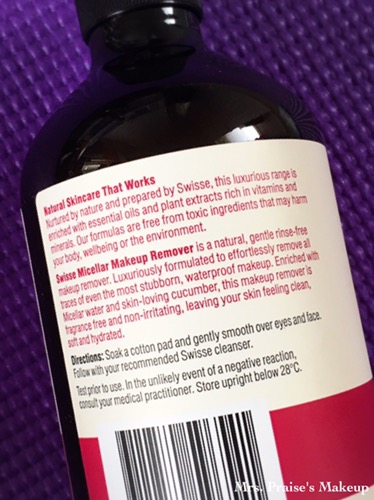 Natural Skincare That Works
Nurtured by nature and prepared by Swisse, this luxurious range is
enriched with essential oils and plant extracts rich in vitamins and
minerals. Our formulas are free from toxic ingredients that may harm
your body, wellbeing or the environment.
Swisse Micellar Makeup Remover is a natural, gentle rinse-free
makeup remover. Luxuriously formulated to effortlessly remove all
traces of even the most stubborn, waterproof makeup. Enriched with
Micellar water and skin-loving cucumber, this makeup remover is
fragrance free and non-irritating, leaving your skin feeling clean,
soft and hydrated.
Directions: Soak a cotton pad and gently smooth over eyes and face.
Follow with your recommended Swisse cleanser.
Test prior to use. In the unlikely event of a negative reaction,
consult your medical practitioner. Store upright below 28°C.
Mrs. Praise's Makeup